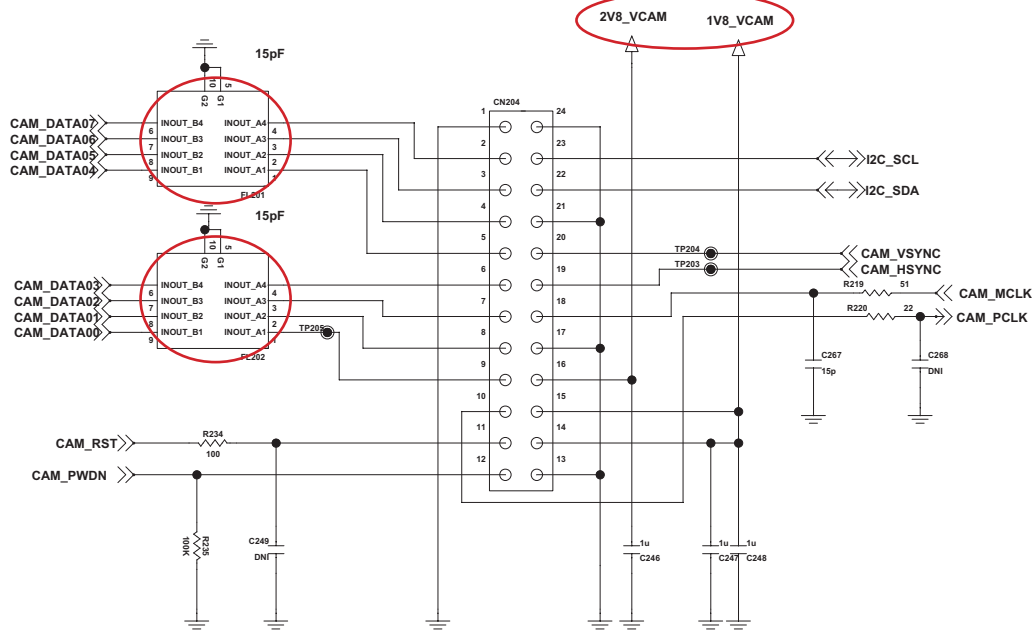 2V8_VCAM 1V8_VCAM
15pF
10 5
G2 G1
CAM_DATA07 6 INOUT_B4 INOUT_A4 4
CAM_DATA06 7 INOUT_B3 INOUT_A3 3
CAM_DATA05 8 INOUT_B2 INOUT_A2 2
CAM_DATA04 9 INOUT_B1 INOUT_A1 1
FL201
15pF
10 5
G2 G1
CAM_DATA03 6 INOUT_B4 INOUT_A4 4
CAM_DATA02 7 INOUT_B3 INOUT_A3 3
CAM_DATA01 8 INOUT_B2 INOUT_A2 2
CAM_DATA00 9 INOUT_B1 INOUT_A1 1
FL202
TP205
CN204
1 24
2 23
3 22
4 21
5 20
6 19
7 18
8 17
9 16
10 15
11 14
12 13
I2C_SCL
I2C_SDA
TP204 CAM_VSYNC
TP203 CAM_HSYNC
R219 51 CAM_MCLK
R220 22 CAM_PCLK
C267
15p
C268
DNI
CAM_RST R234
100
CAM_PWDN
R235
100K
C249
DNI
1u
C246
1u
C247
1u
C248